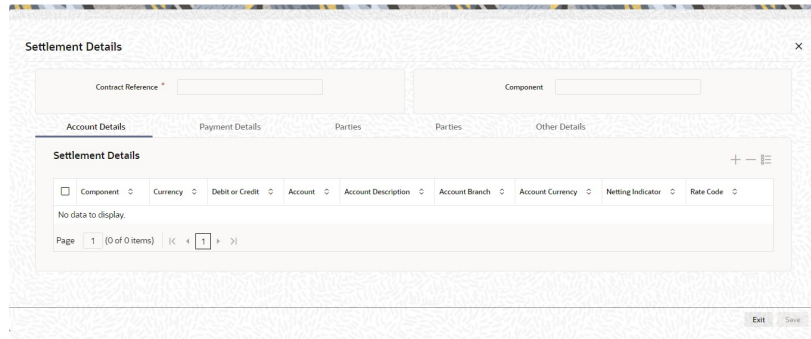 Settlement Details
Contract Reference *
Component
Account Details Payment Details Parties Parties Other Details
Settlement Details
Component Currency Debit or Credit Account Account Description Account Branch Account Currency Netting Indicator Rate Code
No data to display.
Page 1 (0 of 0 items) 1
Exit Save